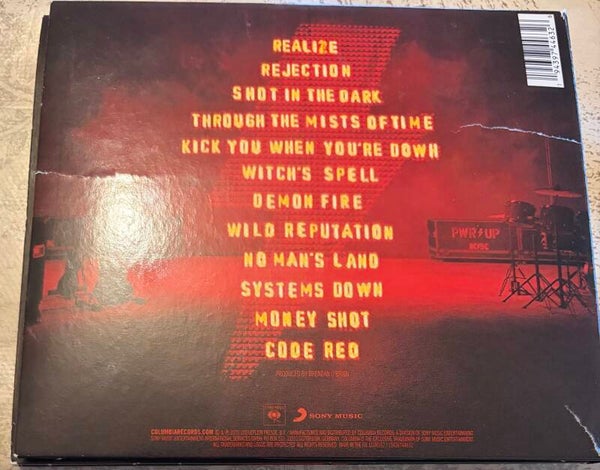 REALIZE
REJECTION
SHOT IN THE DARK
THROUGH THE MISTS OF TIME
KICK YOU WHEN YOU'RE DOWN
WITCH'S SPELL
DEMON FIRE
WILD REPUTATION
NO MAN'S LAND
SYSTEMS DOWN
MONEY SHOT
CODE RED
PRODUCED BY BRENDAN O'BRIEN
PWR UP
AC/DC
SONY MUSIC
COLUMBIARECORDS.COM